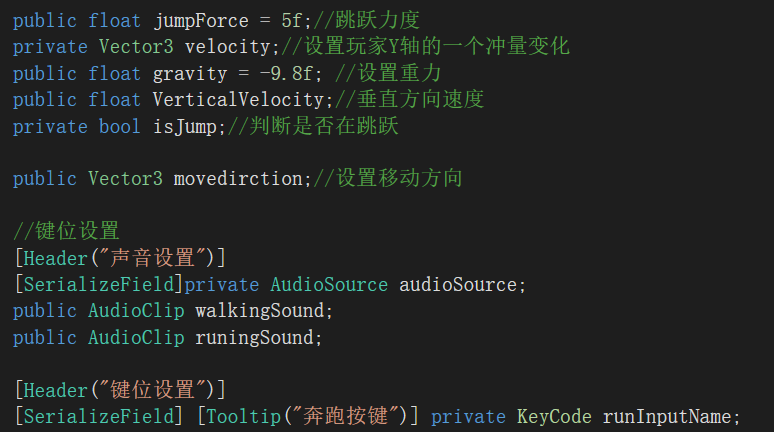 public float jumpForce = 5f;//跳跃力度
private Vector3 velocity;//设置玩家Y轴的一个冲量变化
public float gravity = -9.8f; //设置重力
public float VerticalVelocity;//垂直方向速度
private bool isJump;//判断是否在跳跃
public Vector3 movedirction;//设置移动方向
//键位设置
[Header("声音设置")]
[SerializeField]private AudioSource audioSource;
public AudioClip walkingSound;
public AudioClip runingSound;
[Header("键位设置")]
[SerializeField] [Tooltip("奔跑按键")] private KeyCode runInputName;